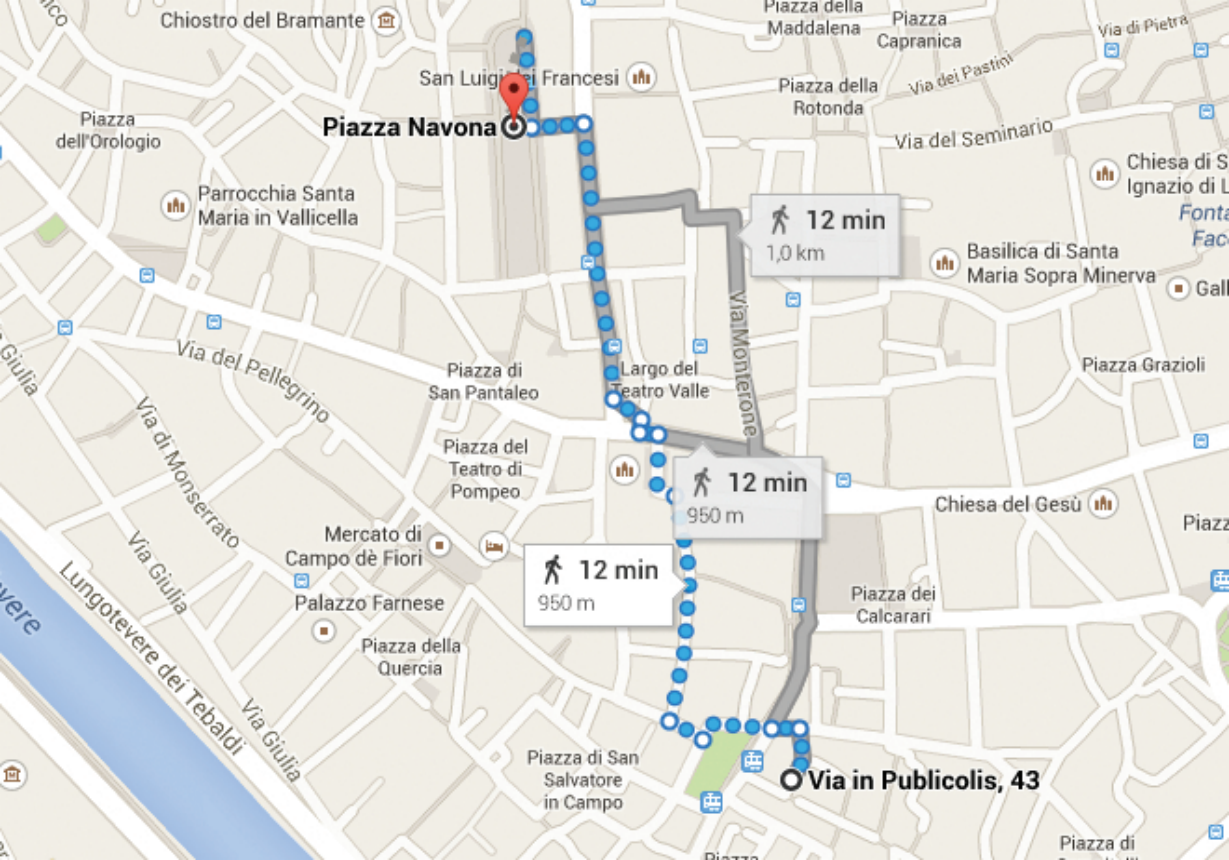 Chiostro del Bramante
Piazza della
Maddalena
Piazza
Capranica
Via di Pietra
San Luigi dei Francesi
Via dei Pastini
Piazza della
Rotonda
Piazza
dell'Orologio
Piazza Navona
Via del Seminario
Chiesa di S
Ignazio di L
Parrocchia Santa
Maria in Vallicella
12 min
1,0 km
Fonta
Basilica di Santa
Maria Sopra Minerva
Gall
Via Monterone
Via Giulia
Via del Pellegrino
Piazza di
San Pantaleo
Largo del
Teatro Valle
Piazza Grazioli
Via di Monserrato
Piazza del
Teatro di
Pompeo
12 min
950 m
Chiesa del Gesù
Piazz
Mercato di
Campo dè Fiori
12 min
950 m
Via Giulia
Lungotevere dei Tebaldi
Palazzo Farnese
Piazza dei
Calcarari
evere
Piazza della
Quercia
Via Giulia
Piazza di San
Salvatore
in Campo
Via in Publicolis, 43
Piazza
Piazza di